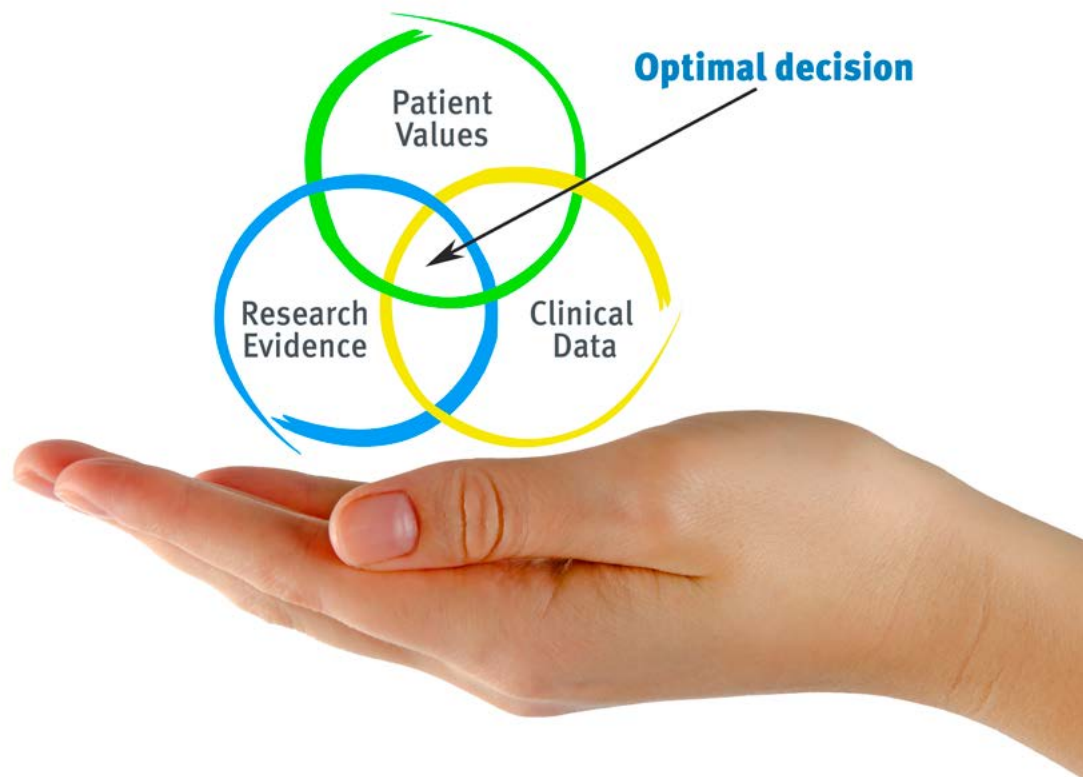 Optimal decision
Patient
Values
Research
Evidence
Clinical
Data